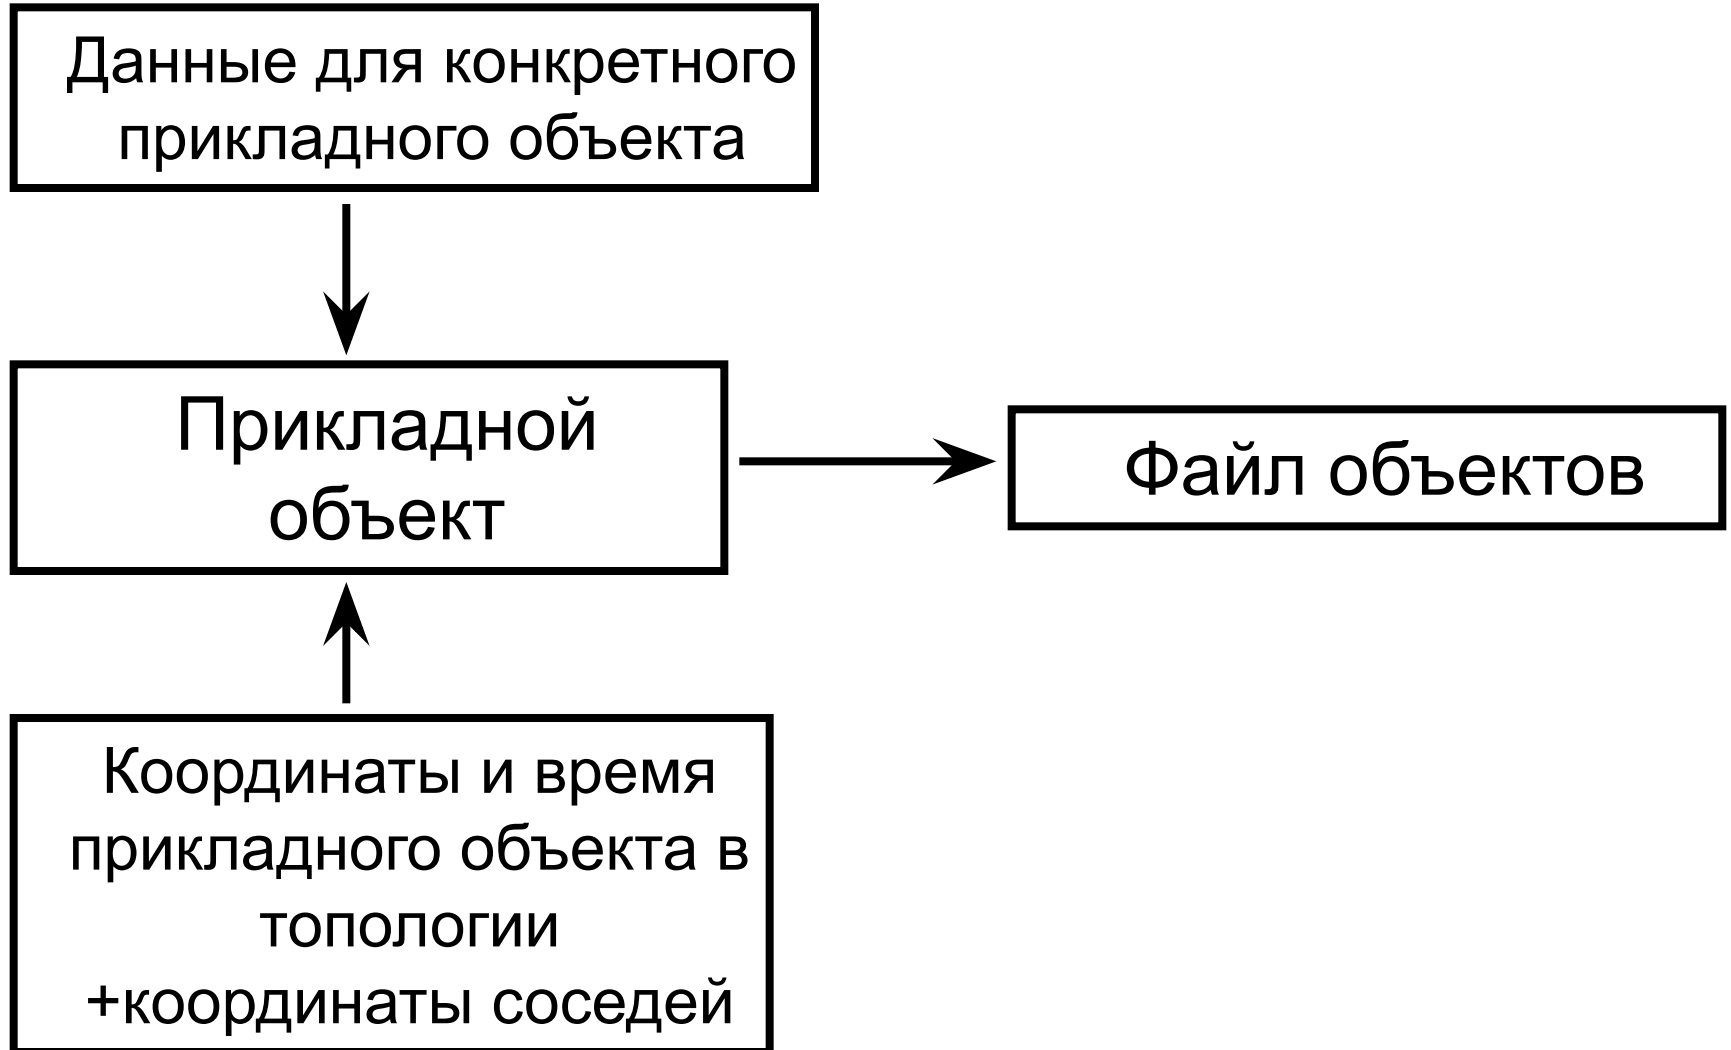 Данные для конкретного
прикладного объекта
Прикладной
объект
Файл объектов
Координаты и время
прикладного объекта в
топологии
+координаты соседей